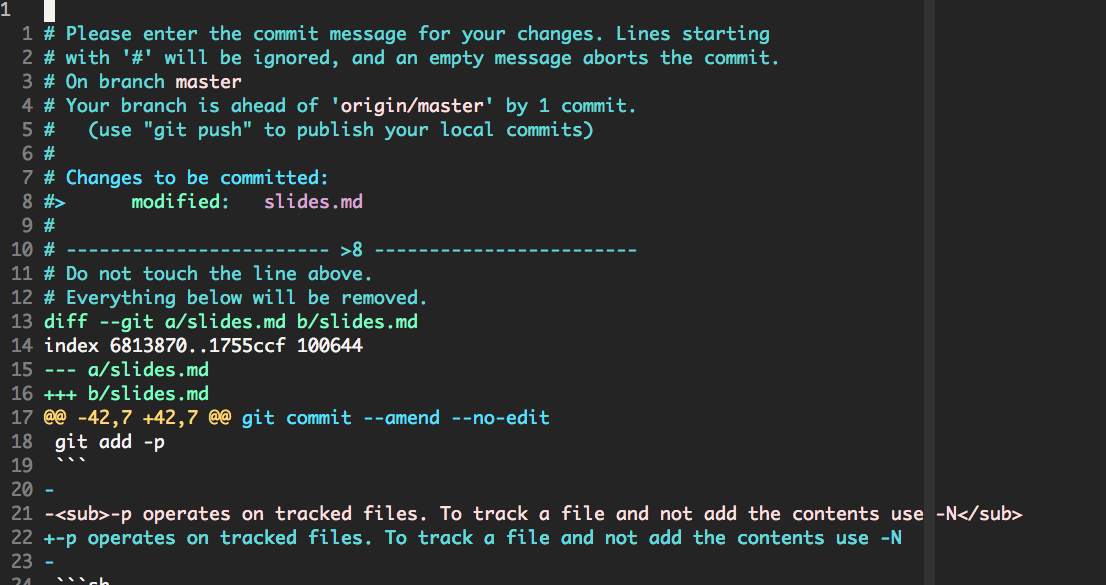 1
1 # Please enter the commit message for your changes. Lines starting
2 # with '#' will be ignored, and an empty message aborts the commit.
3 # On branch master
4 # Your branch is ahead of 'origin/master' by 1 commit.
5 #   (use "git push" to publish your local commits)
6 #
7 # Changes to be committed:
8 #>      modified:   slides.md
9 #
10 # ------------------------ >8 ------------------------
11 # Do not touch the line above.
12 # Everything below will be removed.
13 diff --git a/slides.md b/slides.md
14 index 6813870..1755ccf 100644
15 --- a/slides.md
16 +++ b/slides.md
17 @@ -42,7 +42,7 @@ git commit --amend --no-edit
18  git add -p
19  ```
20 -
21 -<sub>-p operates on tracked files. To track a file and not add the contents use -N</sub>
22 +-p operates on tracked files. To track a file and not add the contents use -N
23 -
24  ```sh